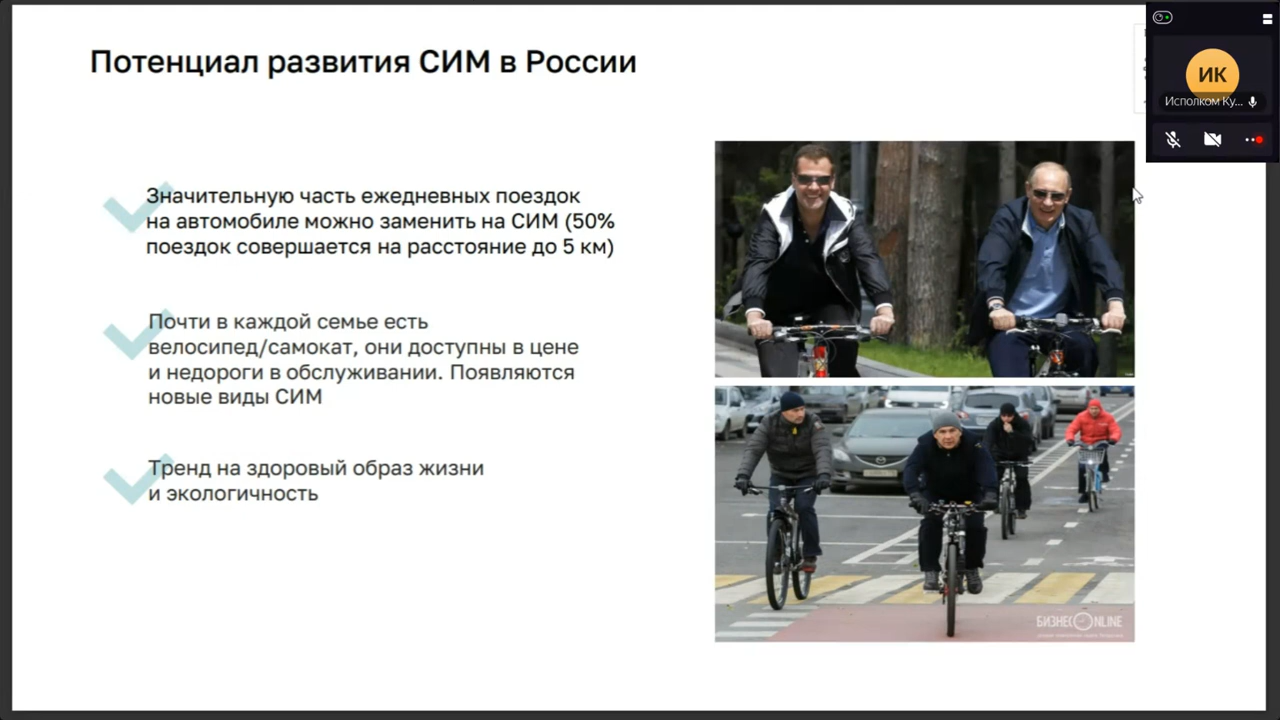 Потенциал развития СИМ в России
ИК
Исполком Ку...
Значительную часть ежедневных поездок
на автомобиле можно заменить на СИМ (50%
поездок совершается на расстояние до 5 км)
Почти в каждой семье есть
велосипед/самокат, они доступны в цене
и недороги в обслуживании. Появляются
новые виды СИМ
Тренд на здоровый образ жизни
и экологичность
БИЗНЕС ONLINE